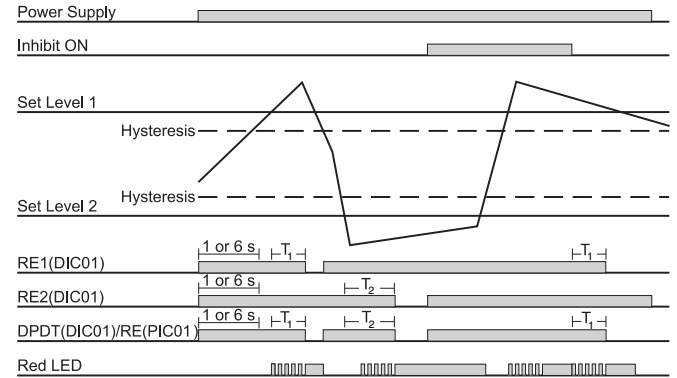 Power Supply
Inhibit ON
Set Level 1
Hysteresis
Hysteresis
Set Level 2
1 or 6 s T1
RE1(DIC01)
1 or 6 s T2
RE2(DIC01)
1 or 6 s T1 T2 T1
DPDT(DIC01)/RE(PIC01)
Red LED